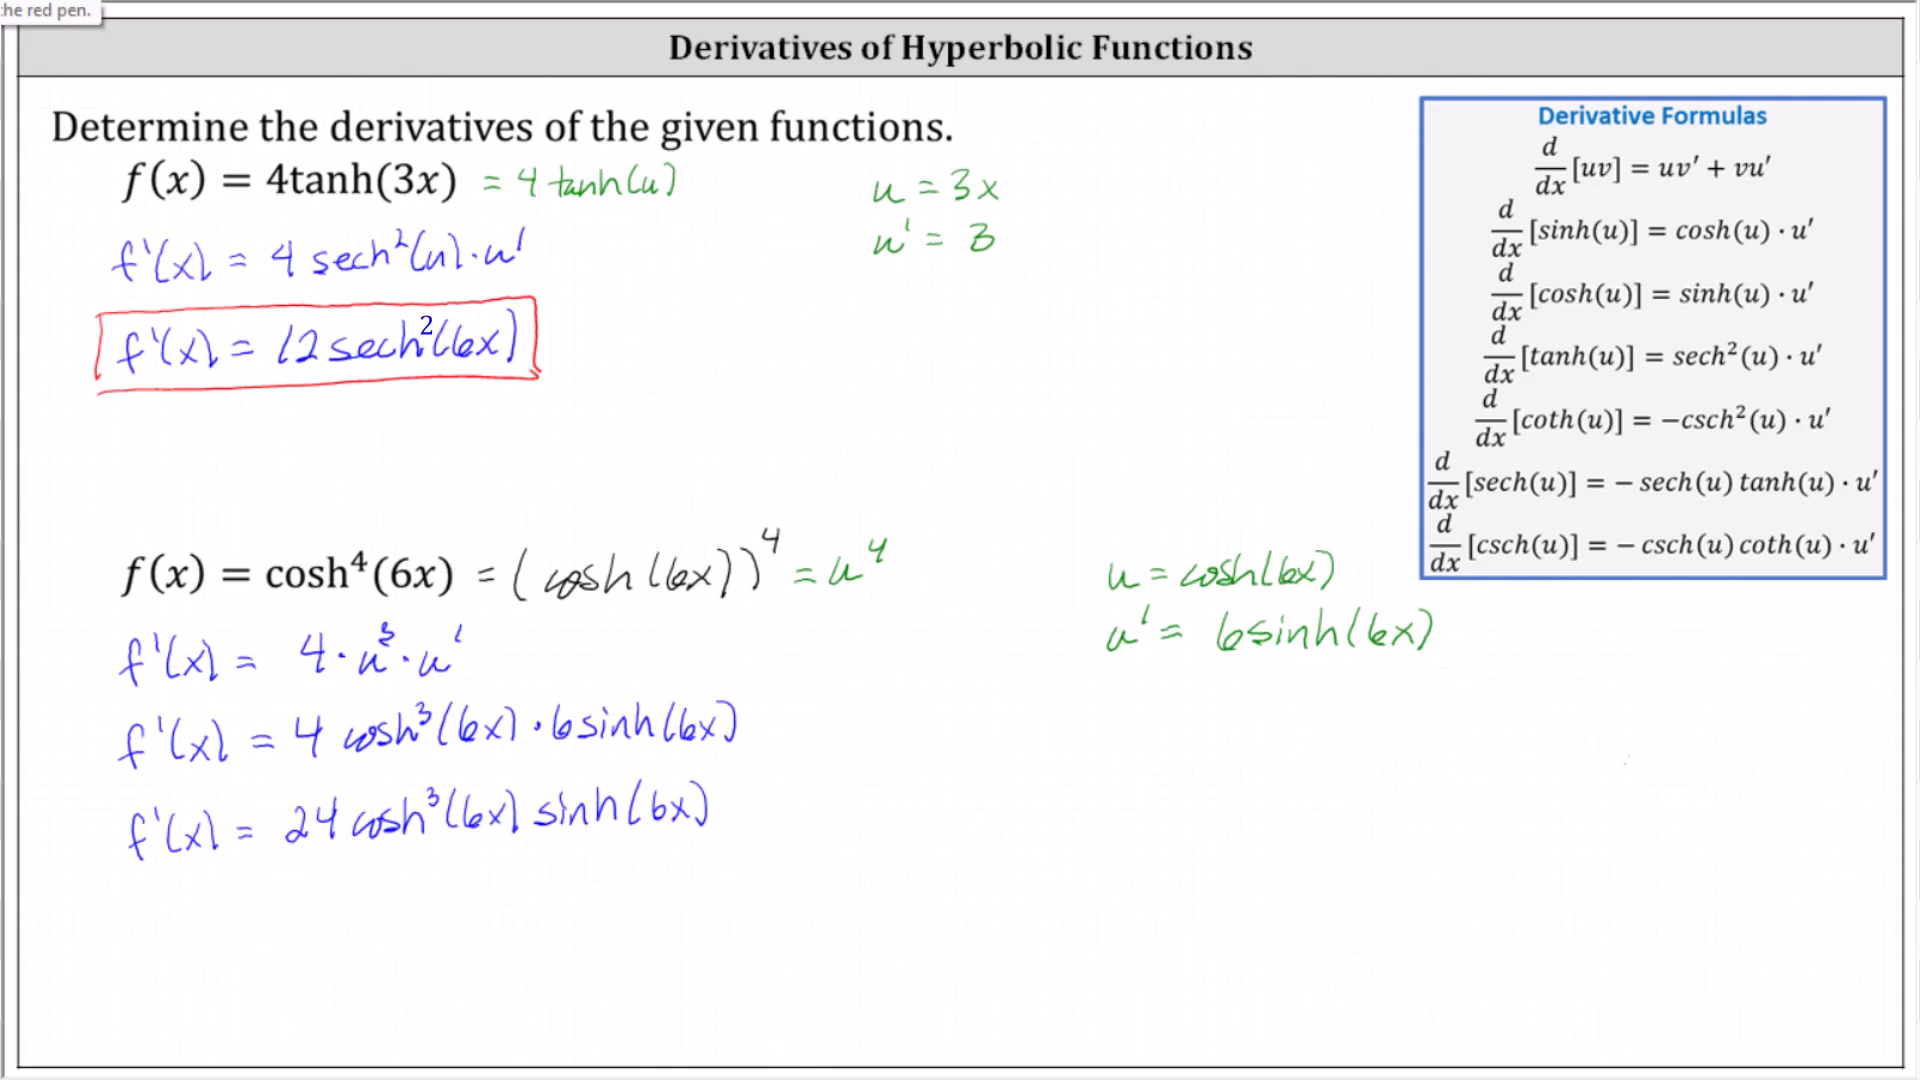 the red pen.
Derivatives of Hyperbolic Functions
Determine the derivatives of the given functions.
f(x) = 4tanh(3x) = 4 tanh(u)
u = 3x
u' = 3
f'(x) = 4 sech²(u)·u'
f'(x) = 12 sech²(6x)
f(x) = cosh⁴(6x) = (cosh(6x))⁴ = u⁴
u = cosh(6x)
u' = 6sinh(6x)
f'(x) = 4·u³·u'
f'(x) = 4 cosh³(6x)·6sinh(6x)
f'(x) = 24 cosh³(6x) sinh(6x)
Derivative Formulas
d/dx [uv] = uv′ + vu′
d/dx [sinh(u)] = cosh(u) · u′
d/dx [cosh(u)] = sinh(u) · u′
d/dx [tanh(u)] = sech²(u) · u′
d/dx [coth(u)] = −csch²(u) · u′
d/dx [sech(u)] = − sech(u) tanh(u) · u′
d/dx [csch(u)] = − csch(u) coth(u) · u′